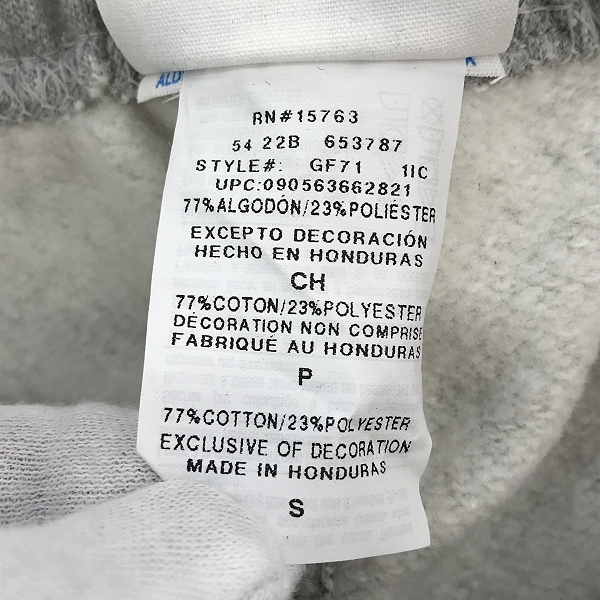 RN#15763
54 22B 653787
STYLE#: GF71 1IC
UPC:090563662821
77%ALGODÓN/23%POLIÉSTER
EXCEPTO DECORACIÓN
HECHO EN HONDURAS
CH
77%COTON/23%POLYESTER
DÉCORATION NON COMPRISE
FABRIQUÉ AU HONDURAS
P
77%COTTON/23%POLYESTER
EXCLUSIVE OF DECORATION
MADE IN HONDURAS
S